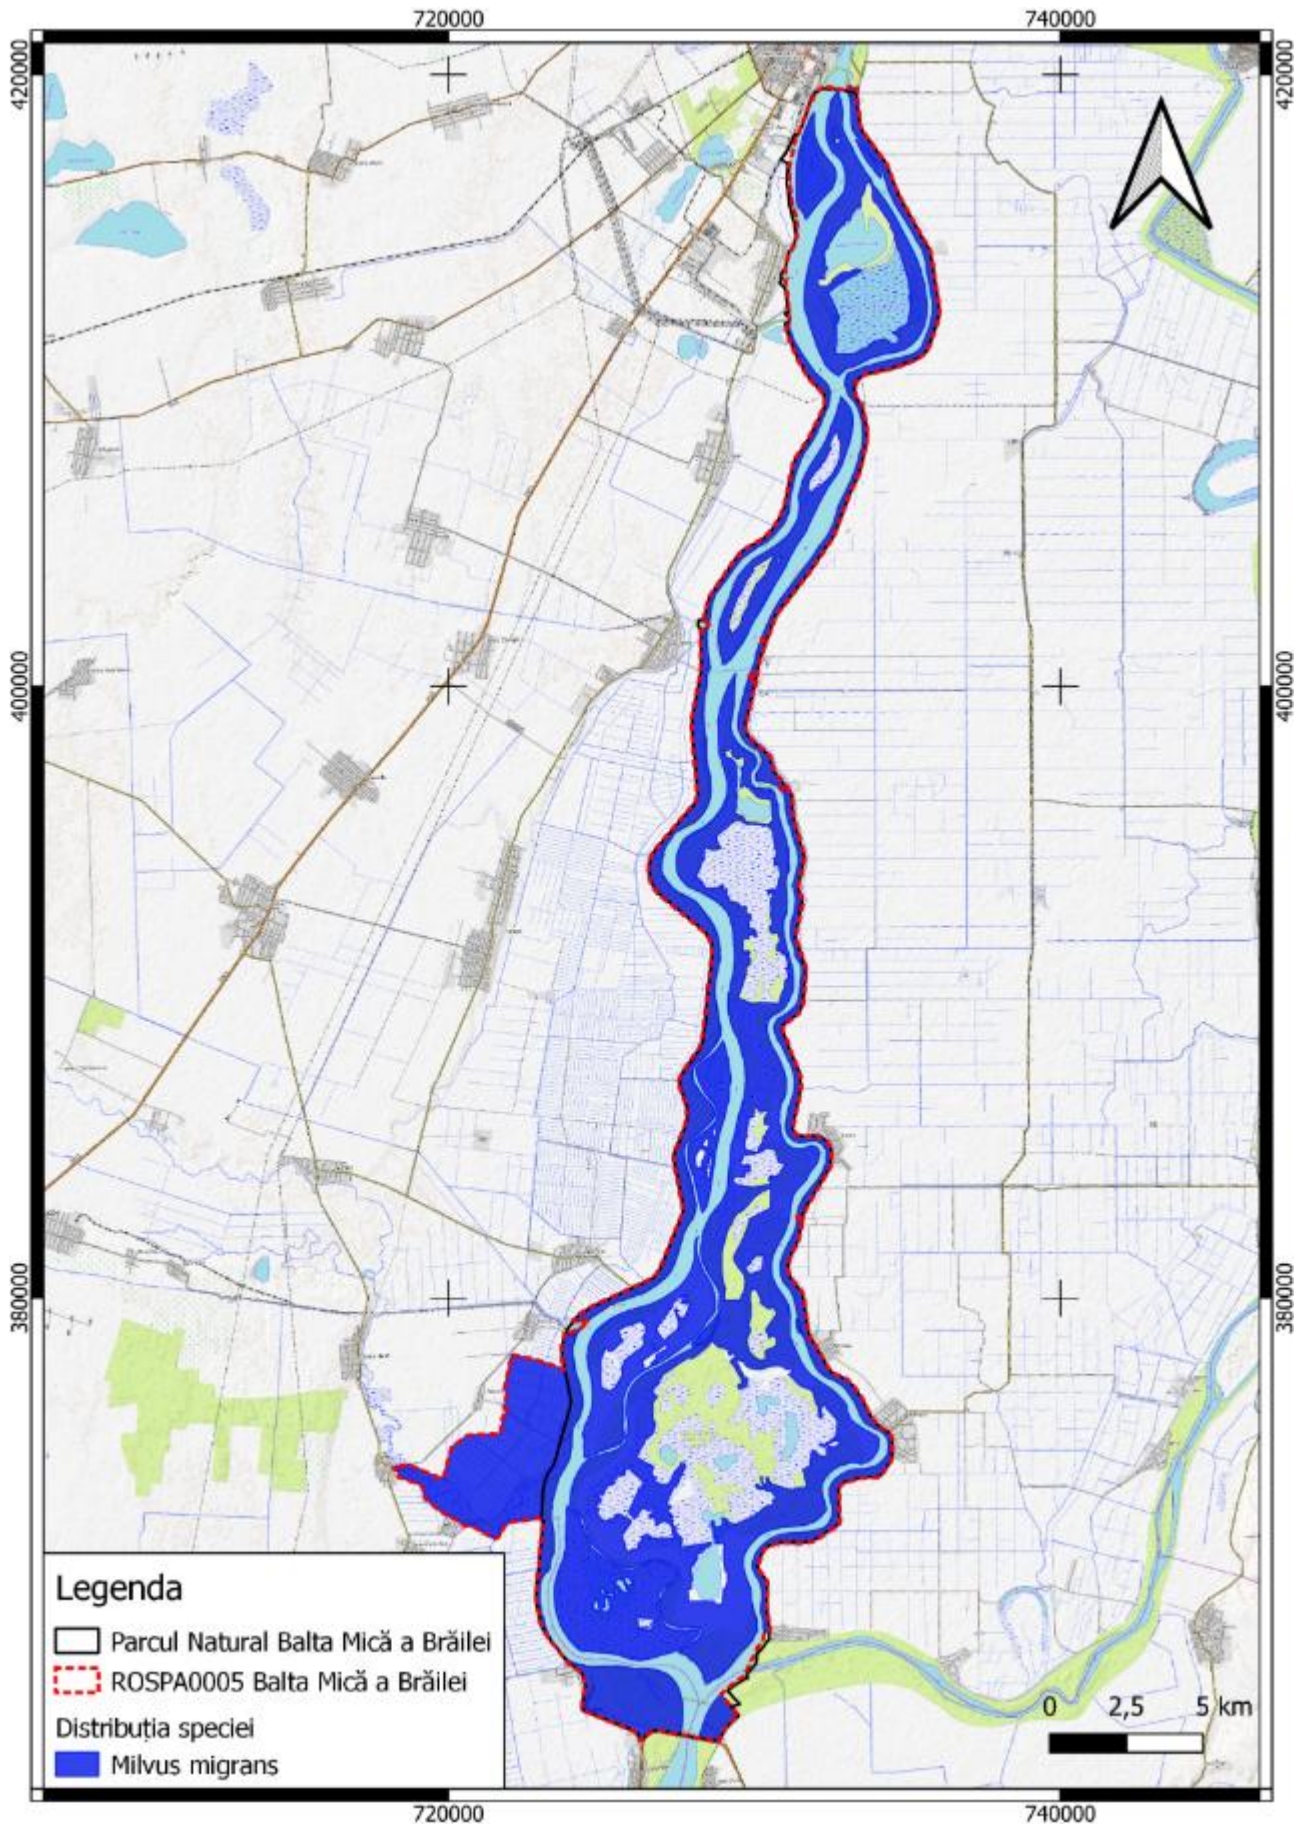 720000
740000
420000
420000
400000
400000
380000
380000
Legenda
Parcul Natural Balta Mică a Brăilei
ROSPA0005 Balta Mică a Brăilei
Distribuția speciei
Milvus migrans
0 2,5 5 km
720000
740000